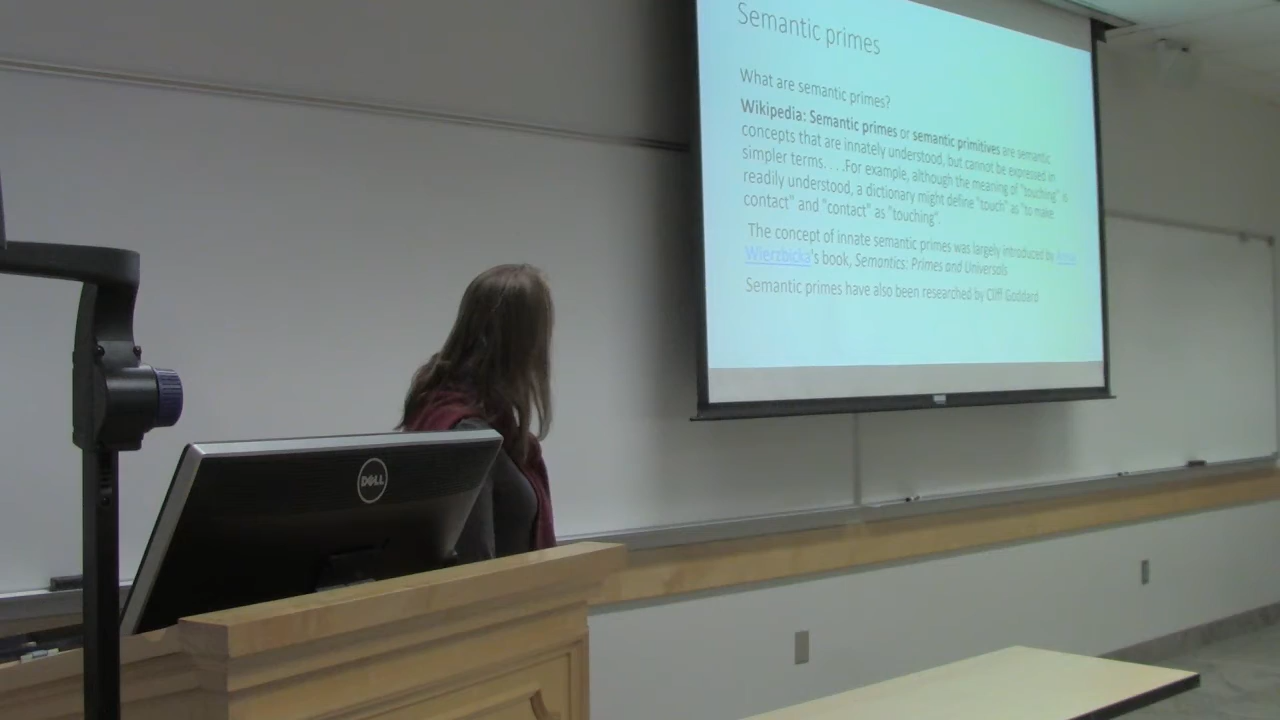 Semantic primes
What are semantic primes?
Wikipedia: Semantic primes or semantic primitives are semantic
concepts that are innately understood, but cannot be expressed in
simpler terms. . . .For example, although the meaning of "touching" is
readily understood, a dictionary might define "touch" as "to make
contact" and "contact" as "touching".
The concept of innate semantic primes was largely introduced by Anna
Wierzbicka's book, Semantics: Primes and Universals
Semantic primes have also been researched by Cliff Goddard
DELL